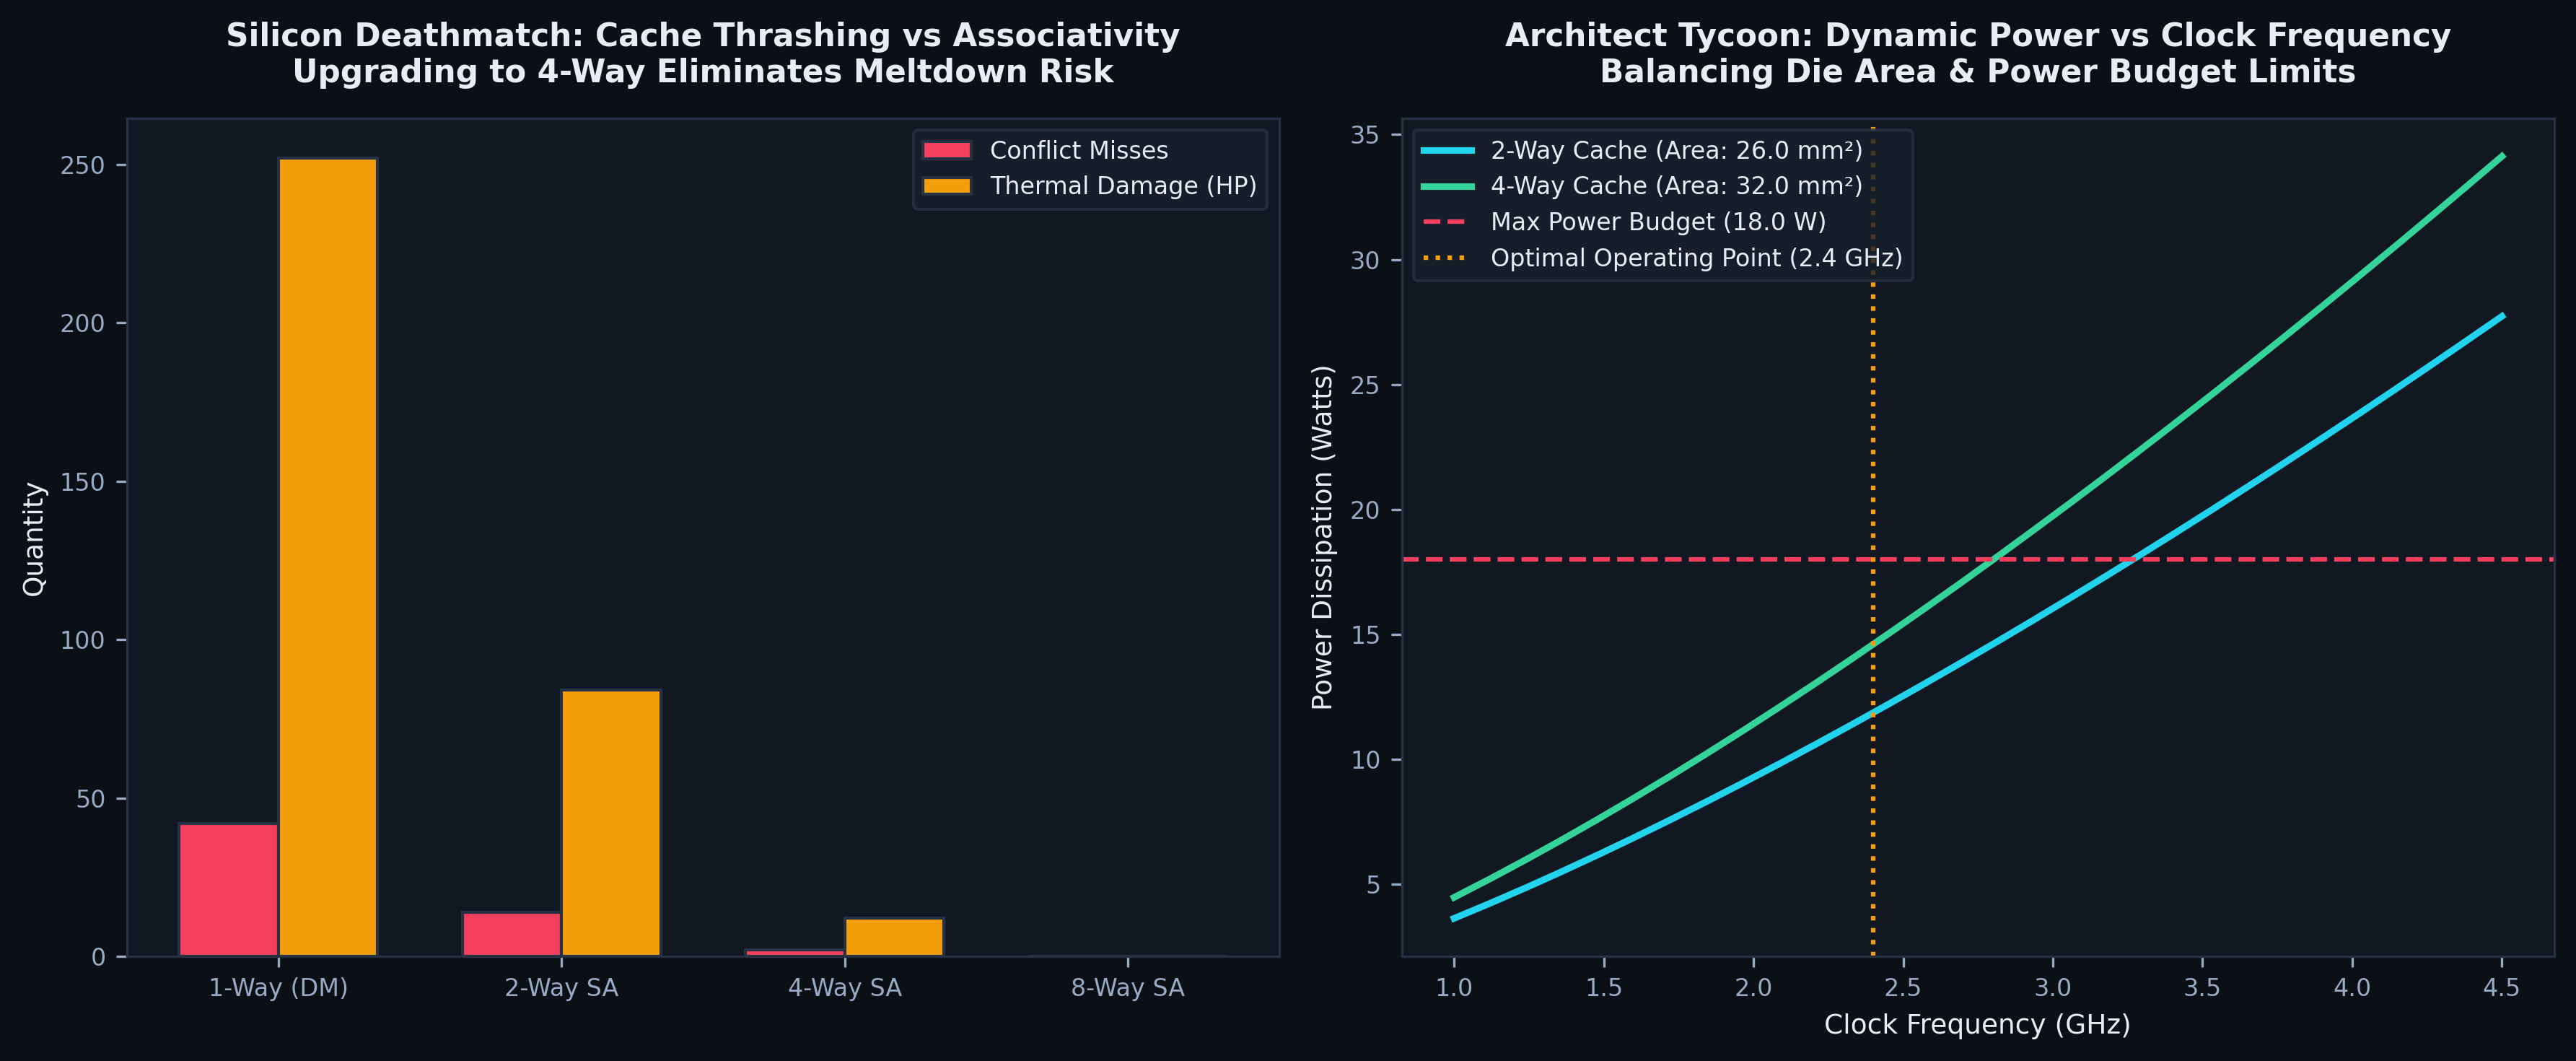 Silicon Deathmatch: Cache Thrashing vs Associativity
Upgrading to 4-Way Eliminates Meltdown Risk
Conflict Misses
Thermal Damage (HP)
Quantity
250
200
150
100
50
0
1-Way (DM)
2-Way SA
4-Way SA
8-Way SA
Architect Tycoon: Dynamic Power vs Clock Frequency
Balancing Die Area & Power Budget Limits
2-Way Cache (Area: 26.0 mm²)
4-Way Cache (Area: 32.0 mm²)
Max Power Budget (18.0 W)
Optimal Operating Point (2.4 GHz)
Power Dissipation (Watts)
35
30
25
20
15
10
5
1.0
1.5
2.0
2.5
3.0
3.5
4.0
4.5
Clock Frequency (GHz)